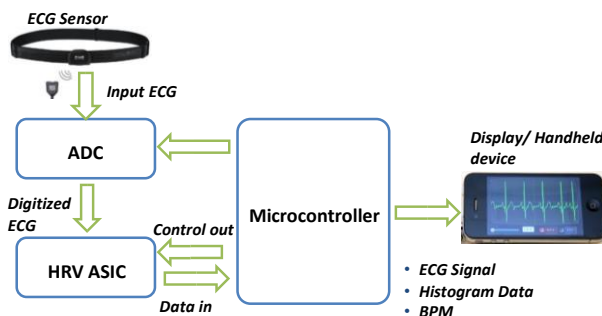 ECG Sensor
Input ECG
ADC
Display/ Handheld
device
Digitized
ECG
Microcontroller
Control out
HRV ASIC
Data in
• ECG Signal
• Histogram Data
• BPM